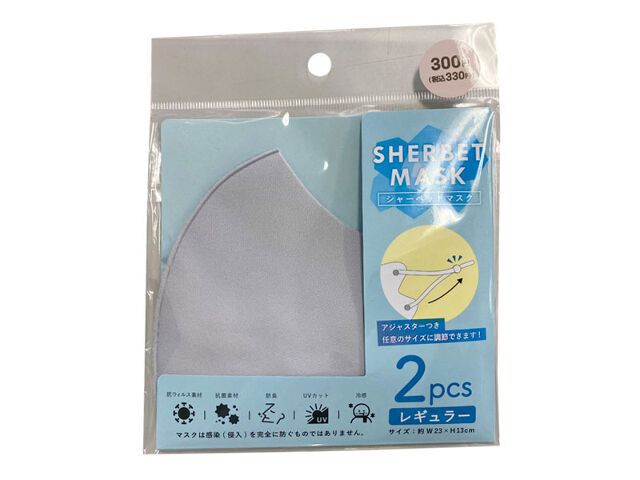 300円
(税込330円)
SHERBET
MASK
シャーベットマスク
アジャスターつき
任意のサイズに調節できます!
2pcs
レギュラー
サイズ:約W23×H13cm
抗ウィルス素材
抗菌素材
防臭
UVカット
冷感
UV
マスクは感染(侵入)を完全に防ぐものではありません。